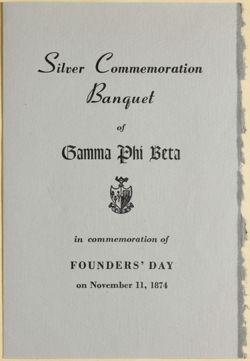 Silver Commemoration
Banquet
of
Gamma Phi Beta
in commemoration of
FOUNDERS' DAY
on November 11, 1874